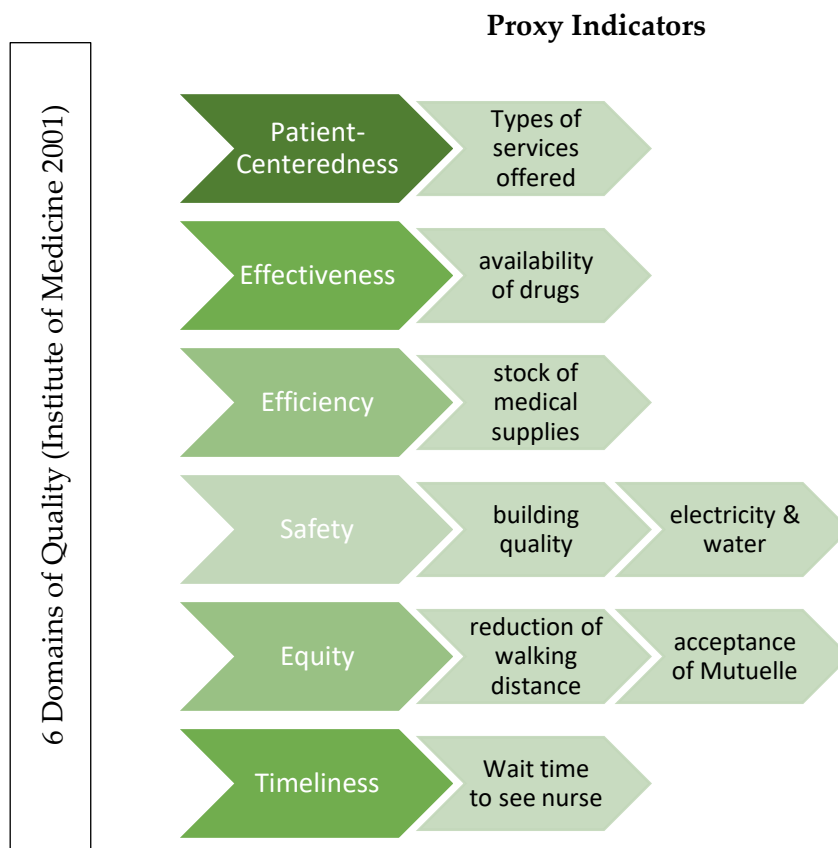 Proxy Indicators
6 Domains of Quality (Institute of Medicine 2001)
Patient-
Centeredness
Types of
services
offered
Effectiveness
availability
of drugs
Efficiency
stock of
medical
supplies
Safety
building
quality
electricity &
water
Equity
reduction of
walking
distance
acceptance
of Mutuelle
Timeliness
Wait time
to see nurse